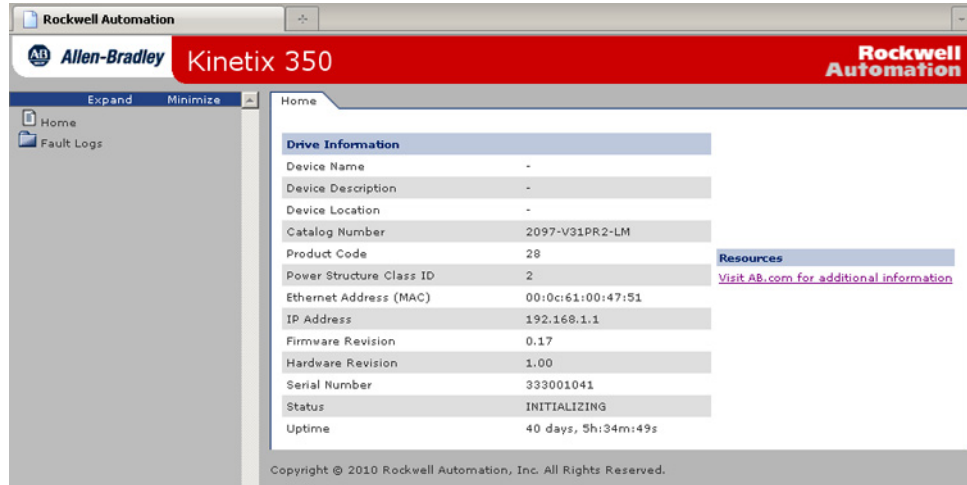 Rockwell Automation
AB Allen-Bradley Kinetix 350 Rockwell Automation
Expand Minimize
Home
Fault Logs
Home
Drive Information
Device Name -
Device Description -
Device Location -
Catalog Number 2097-V31PR2-LM
Product Code 28
Power Structure Class ID 2
Ethernet Address (MAC) 00:0c:61:00:47:51
IP Address 192.168.1.1
Firmware Revision 0.17
Hardware Revision 1.00
Serial Number 333001041
Status INITIALIZING
Uptime 40 days, 5h:34m:49s
Resources
Visit AB.com for additional information
Copyright @ 2010 Rockwell Automation, Inc. All Rights Reserved.